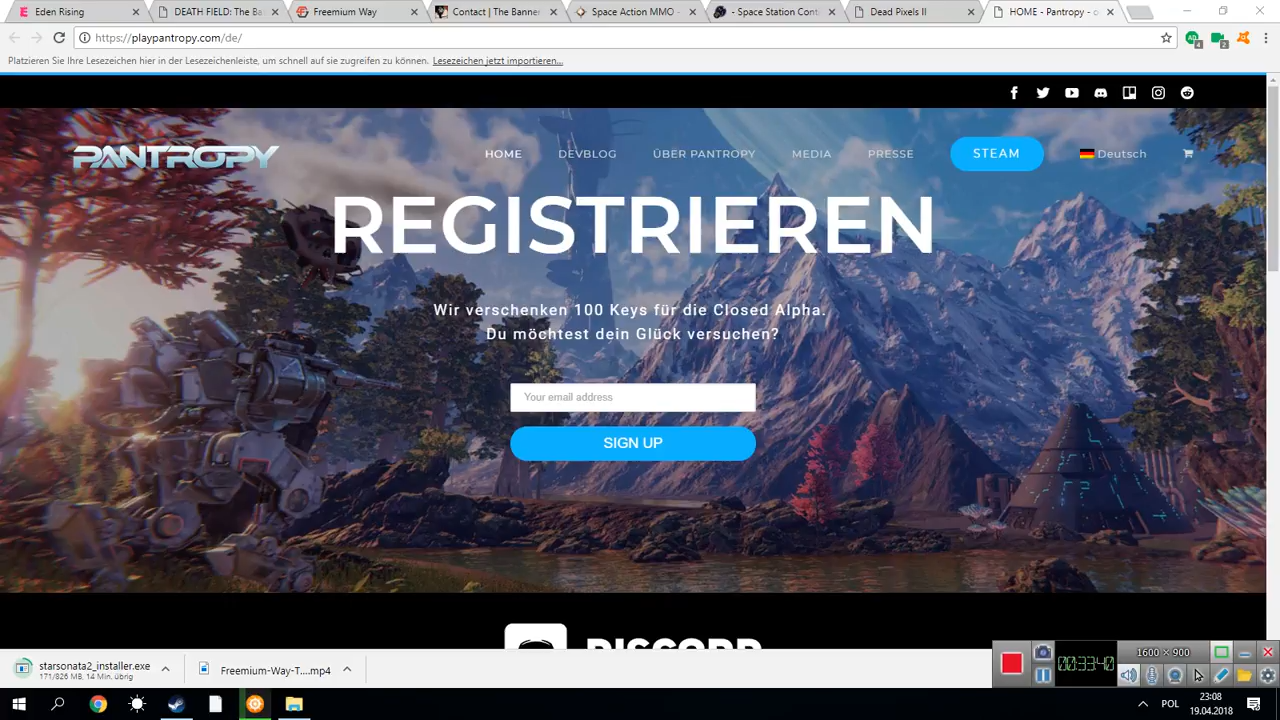 Eden Rising
DEATH FIELD: The Ba
Freemium Way
Contact | The Banner
Space Action MMO -
- Space Station Cont
Dead Pixels II
HOME - Pantropy - o
https://playpantropy.com/de/
4
2
Platzieren Sie Ihre Lesezeichen hier in der Lesezeichenleiste, um schnell auf sie zugreifen zu können. Lesezeichen jetzt importieren...
PANTROPY
HOME
DEVBLOG
ÜBER PANTROPY
MEDIA
PRESSE
STEAM
Deutsch
REGISTRIEREN
Wir verschenken 100 Keys für die Closed Alpha.
Du möchtest dein Glück versuchen?
Your email address
SIGN UP
DISCORD
starsonata2_installer.exe
171/826 MB, 14 Min. übrig
Freemium-Way-T....mp4
00:33:40
1600 × 900
POL
23:08
19.04.2018